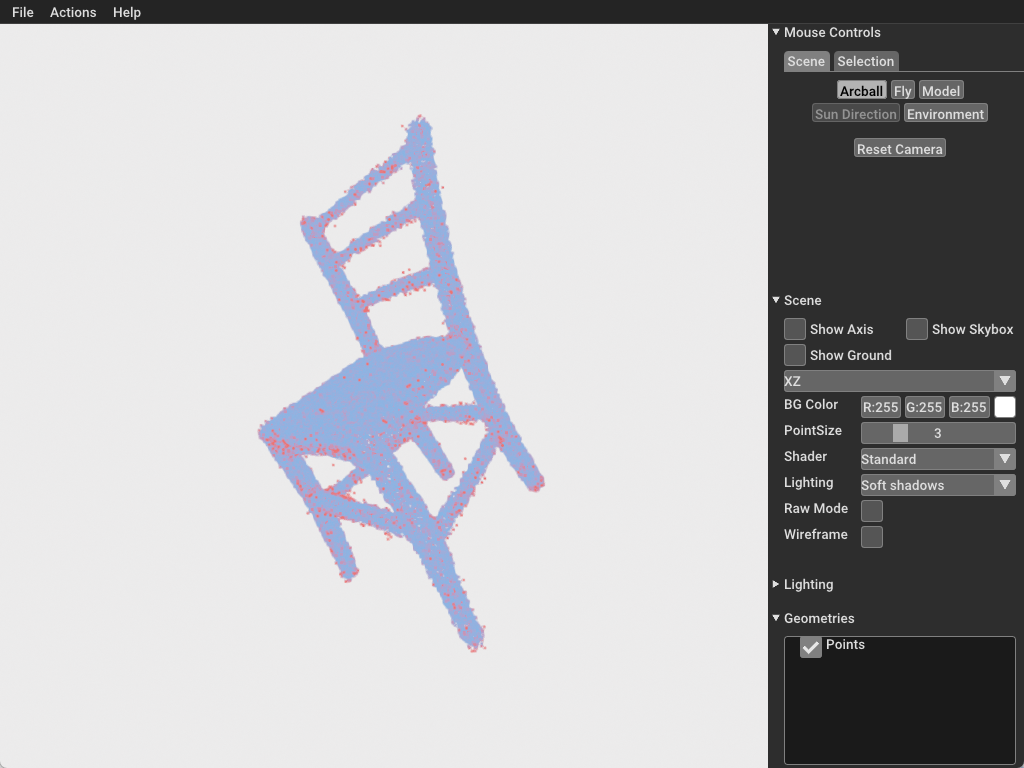 File Actions Help
Mouse Controls
Scene Selection
Arcball Fly Model
Sun Direction Environment
Reset Camera
Scene
Show Axis Show Skybox
Show Ground
XZ
BG Color R:255 G:255 B:255
PointSize 3
Shader Standard
Lighting Soft shadows
Raw Mode
Wireframe
Lighting
Geometries
Points